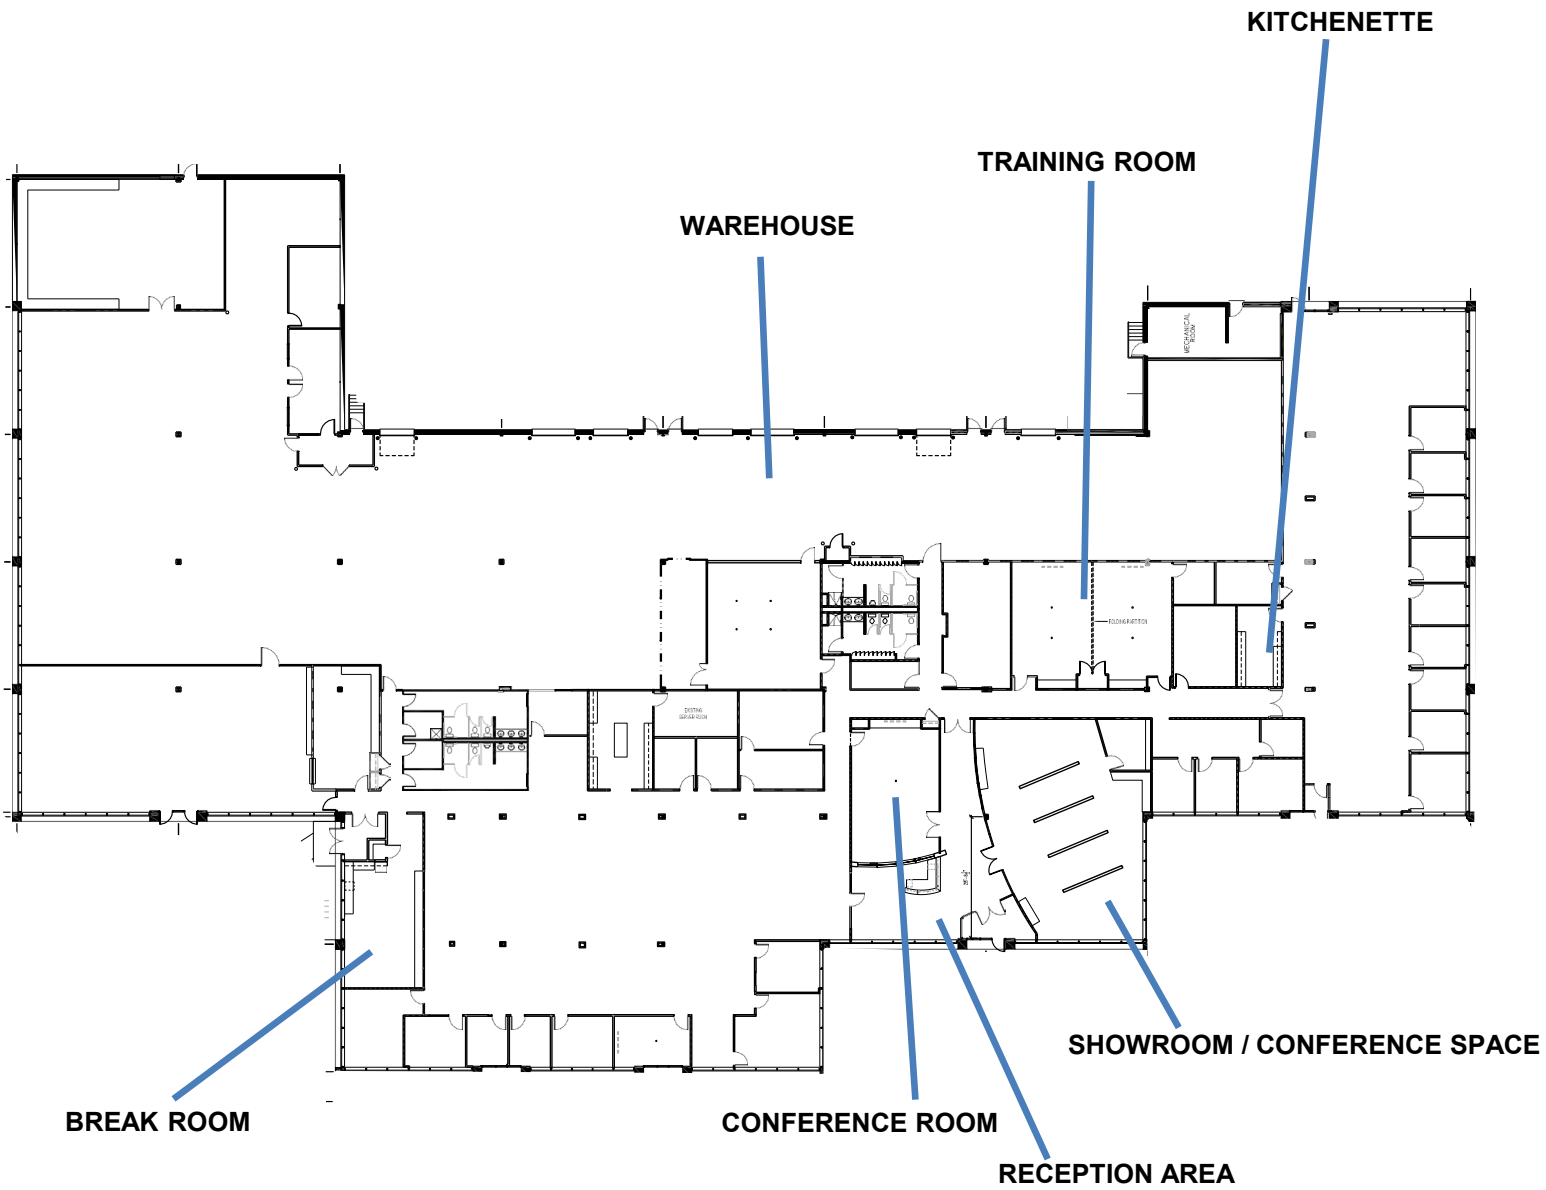 KITCHENETTE
TRAINING ROOM
WAREHOUSE
MECHANICAL
ROOM
FOLDING PARTITION
EXISTING
SERVER ROOM
SHOWROOM / CONFERENCE SPACE
BREAK ROOM
CONFERENCE ROOM
RECEPTION AREA